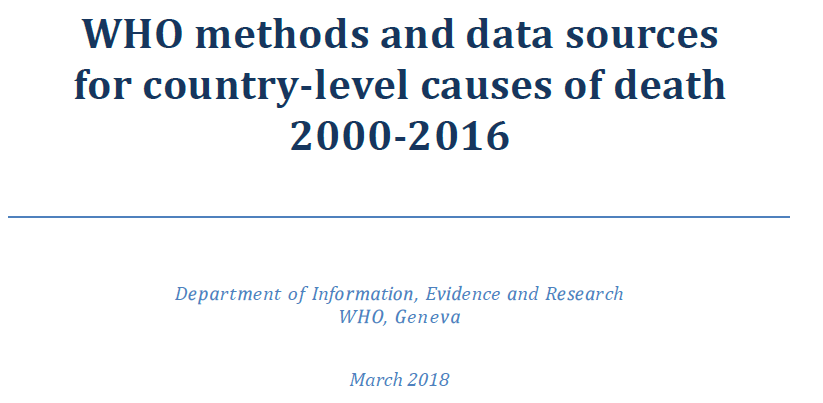 WHO methods and data sources
for country-level causes of death
2000-2016
Department of Information, Evidence and Research
WHO, Geneva
March 2018